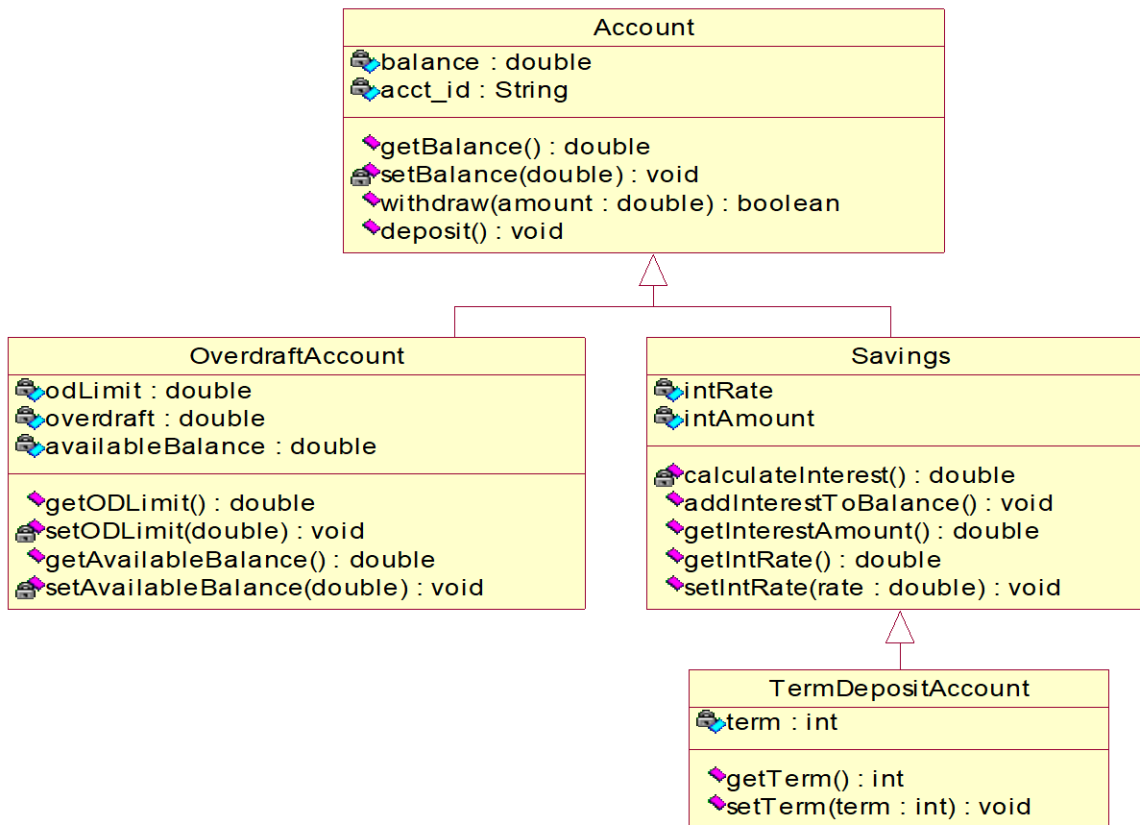 Account
balance : double
acct_id : String
getBalance() : double
setBalance(double) : void
withdraw(amount : double) : boolean
deposit() : void
OverdraftAccount
odLimit : double
overdraft : double
availableBalance : double
getODLimit() : double
setODLimit(double) : void
getAvailableBalance() : double
setAvailableBalance(double) : void
Savings
intRate
intAmount
calculateInterest() : double
addInterestToBalance() : void
getInterestAmount() : double
getIntRate() : double
setIntRate(rate : double) : void
TermDepositAccount
term : int
getTerm() : int
setTerm(term : int) : void